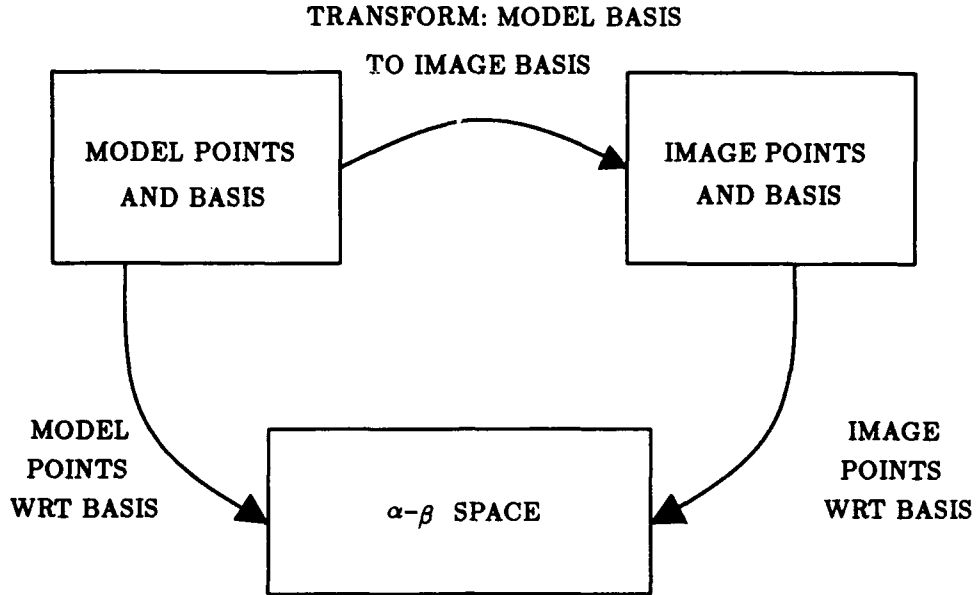 TRANSFORM: MODEL BASIS
TO IMAGE BASIS
MODEL POINTS
AND BASIS
IMAGE POINTS
AND BASIS
MODEL
POINTS
WRT BASIS
α-β SPACE
IMAGE
POINTS
WRT BASIS